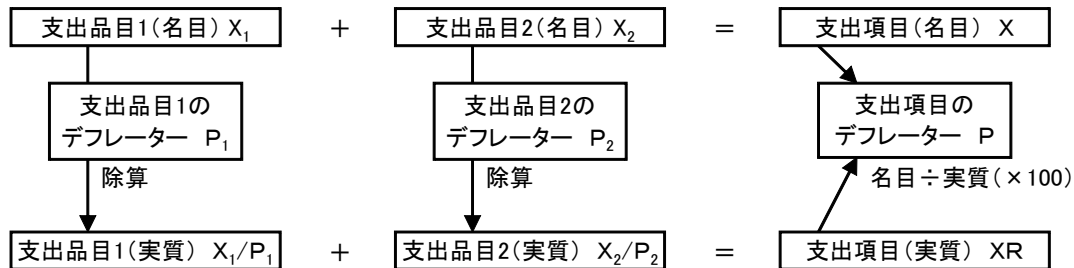 支出品目1(名目) X₁ + 支出品目2(名目) X₂ = 支出項目(名目) X
支出品目1の
デフレーター P₁
支出品目2の
デフレーター P₂
支出項目の
デフレーター P
除算
除算
名目÷実質(×100)
支出品目1(実質) X₁/P₁ + 支出品目2(実質) X₂/P₂ = 支出項目(実質) XR